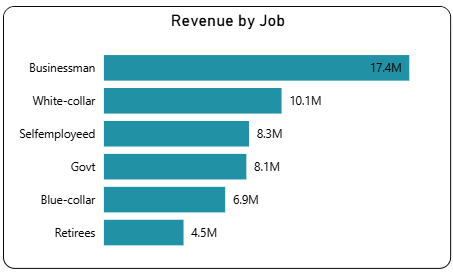 Revenue by Job
Businessman 17.4M
White-collar 10.1M
Selfemployeed 8.3M
Govt 8.1M
Blue-collar 6.9M
Retirees 4.5M